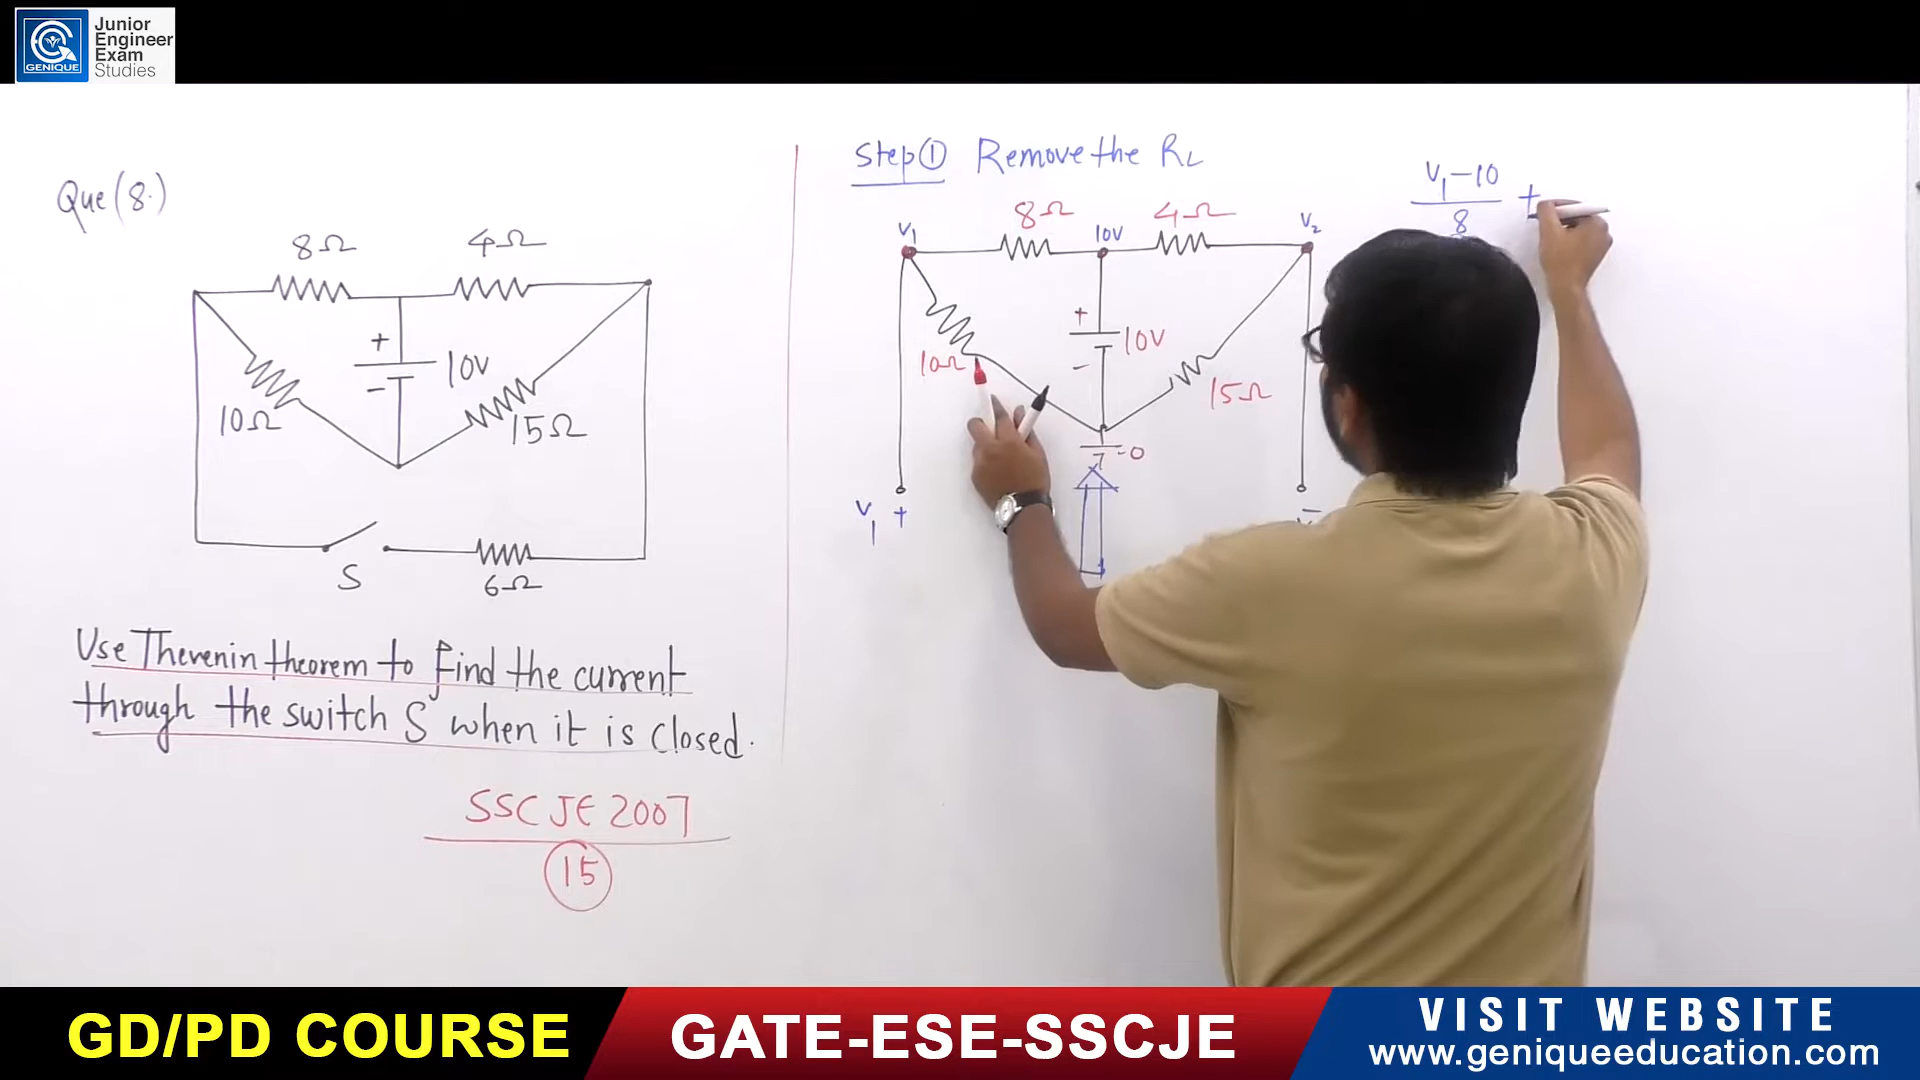 GENIQUE
Junior
Engineer
Exam
Studies
Que (8.)
8Ω
4Ω
+
-
10V
10Ω
15Ω
S
6Ω
Use Thevenin theorem to find the current
through the switch S when it is closed.
SSC JE 2007
15
Step ① Remove the RL
8Ω
4Ω
V1
10V
V2
+
-
10V
10Ω
15Ω
V1 +
-
V1-10
8
+
GD/PD COURSE
GATE-ESE-SSCJE
VISIT WEBSITE
www.geniqueeducation.com